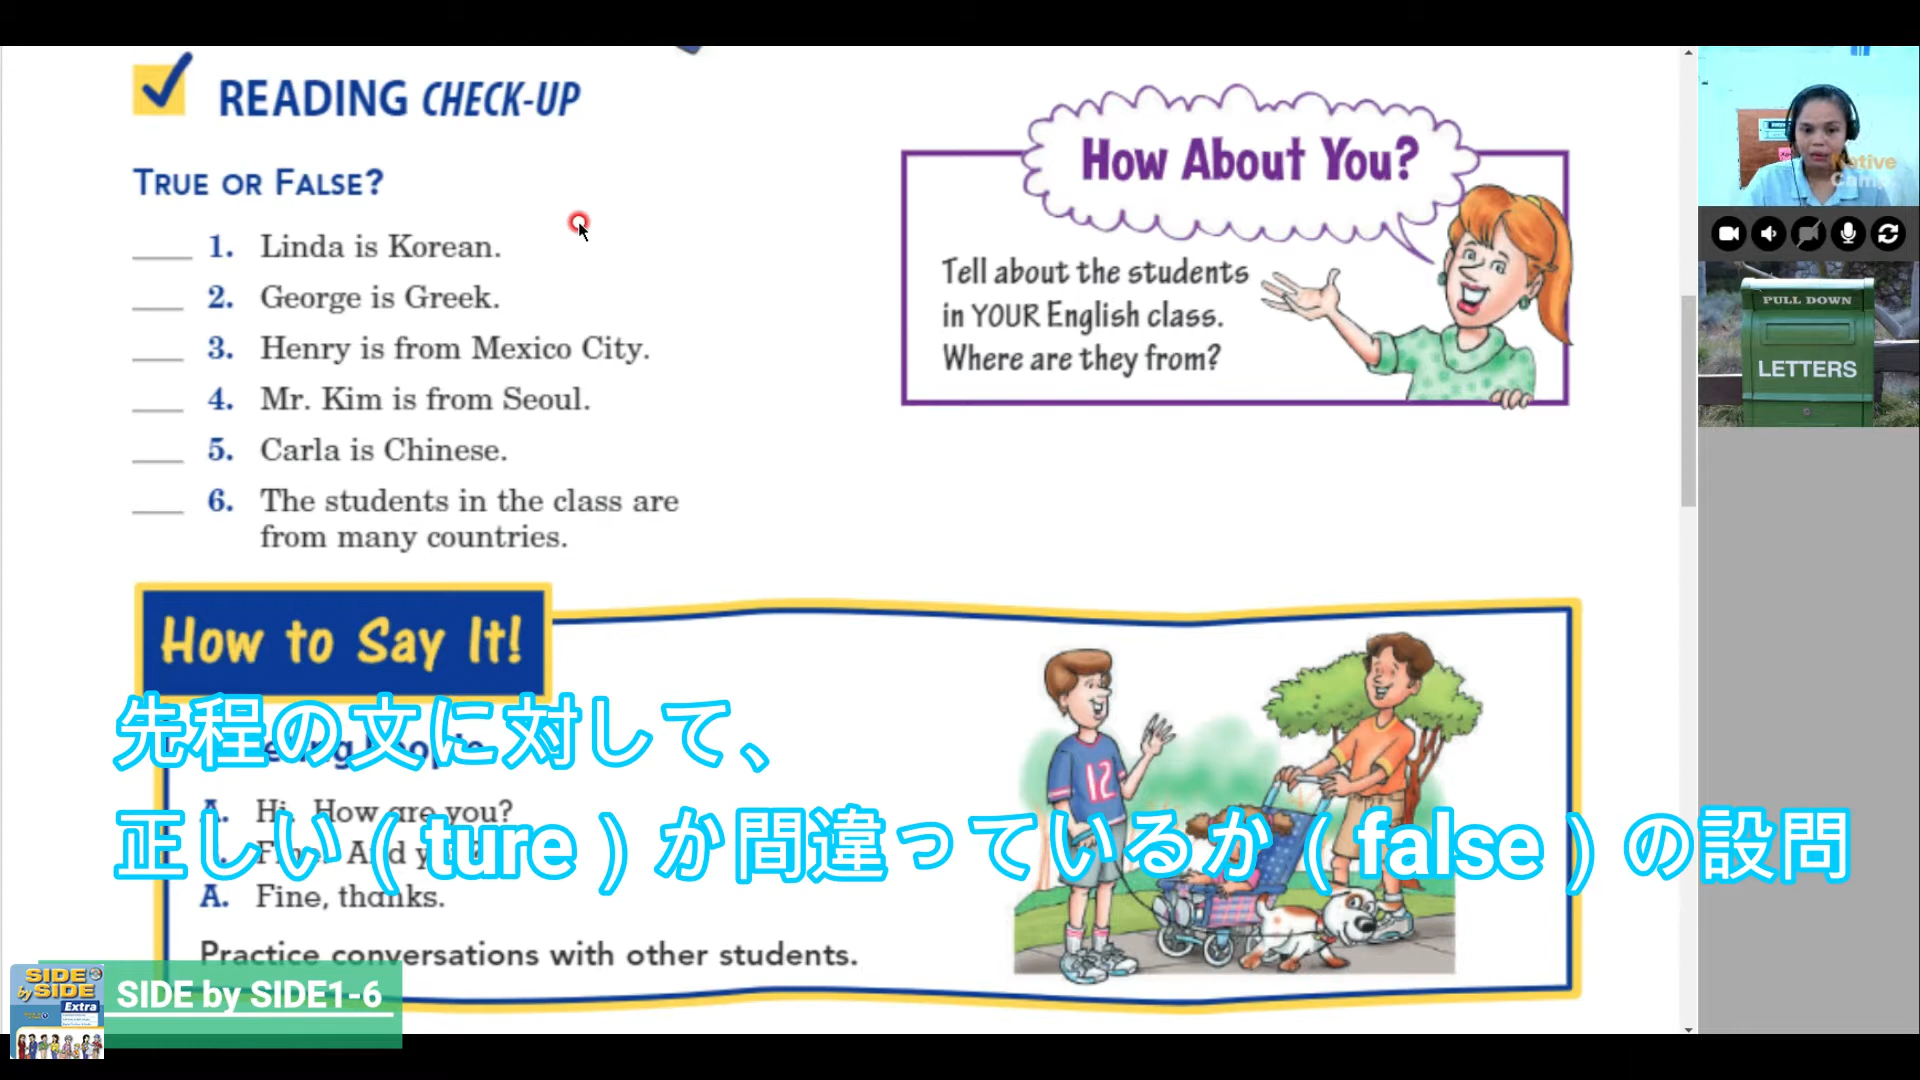 READING CHECK-UP
TRUE OR FALSE?
1. Linda is Korean.
2. George is Greek.
3. Henry is from Mexico City.
4. Mr. Kim is from Seoul.
5. Carla is Chinese.
6. The students in the class are
from many countries.
How About You?
Tell about the students
in YOUR English class.
Where are they from?
How to Say It!
先程の文に対して、
正しい（ture）か間違っているか（false）の設問
A. Hi. How are you?
A. Fine, thanks.
Practice conversations with other students.
12
SIDE by SIDE
Extra
SIDE by SIDE1-6
Native
Camp
PULL DOWN
LETTERS